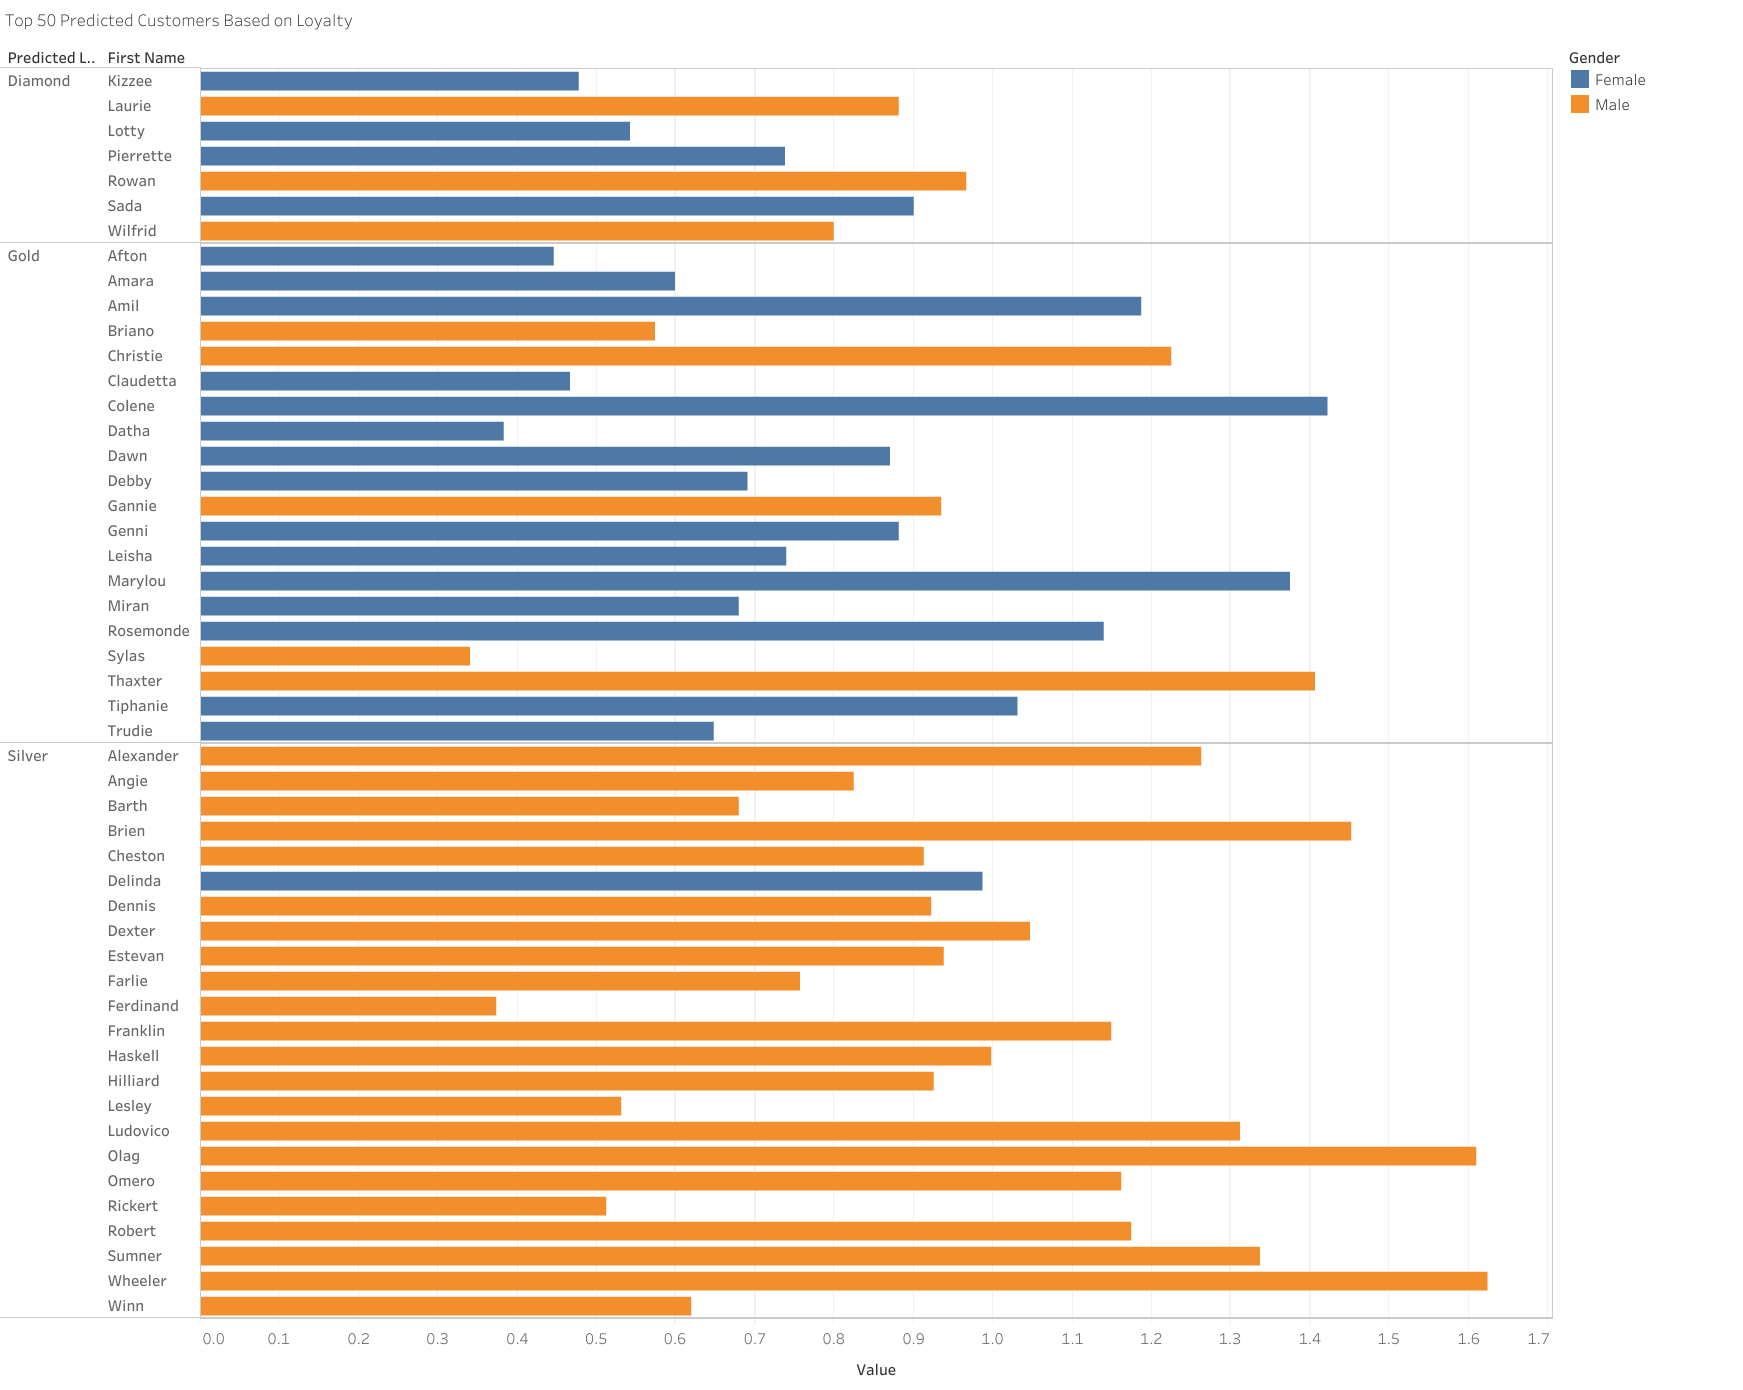 Top 50 Predicted Customers Based on Loyalty
Predicted L.. First Name
Gender
Female
Male
Diamond Kizzee
Laurie
Lotty
Pierrette
Rowan
Sada
Wilfrid
Gold Afton
Amara
Amil
Briano
Christie
Claudetta
Colene
Datha
Dawn
Debby
Gannie
Genni
Leisha
Marylou
Miran
Rosemonde
Sylas
Thaxter
Tiphanie
Trudie
Silver Alexander
Angie
Barth
Brien
Cheston
Delinda
Dennis
Dexter
Estevan
Farlie
Ferdinand
Franklin
Haskell
Hilliard
Lesley
Ludovico
Olag
Omero
Rickert
Robert
Sumner
Wheeler
Winn
0.0 0.1 0.2 0.3 0.4 0.5 0.6 0.7 0.8 0.9 1.0 1.1 1.2 1.3 1.4 1.5 1.6 1.7
Value